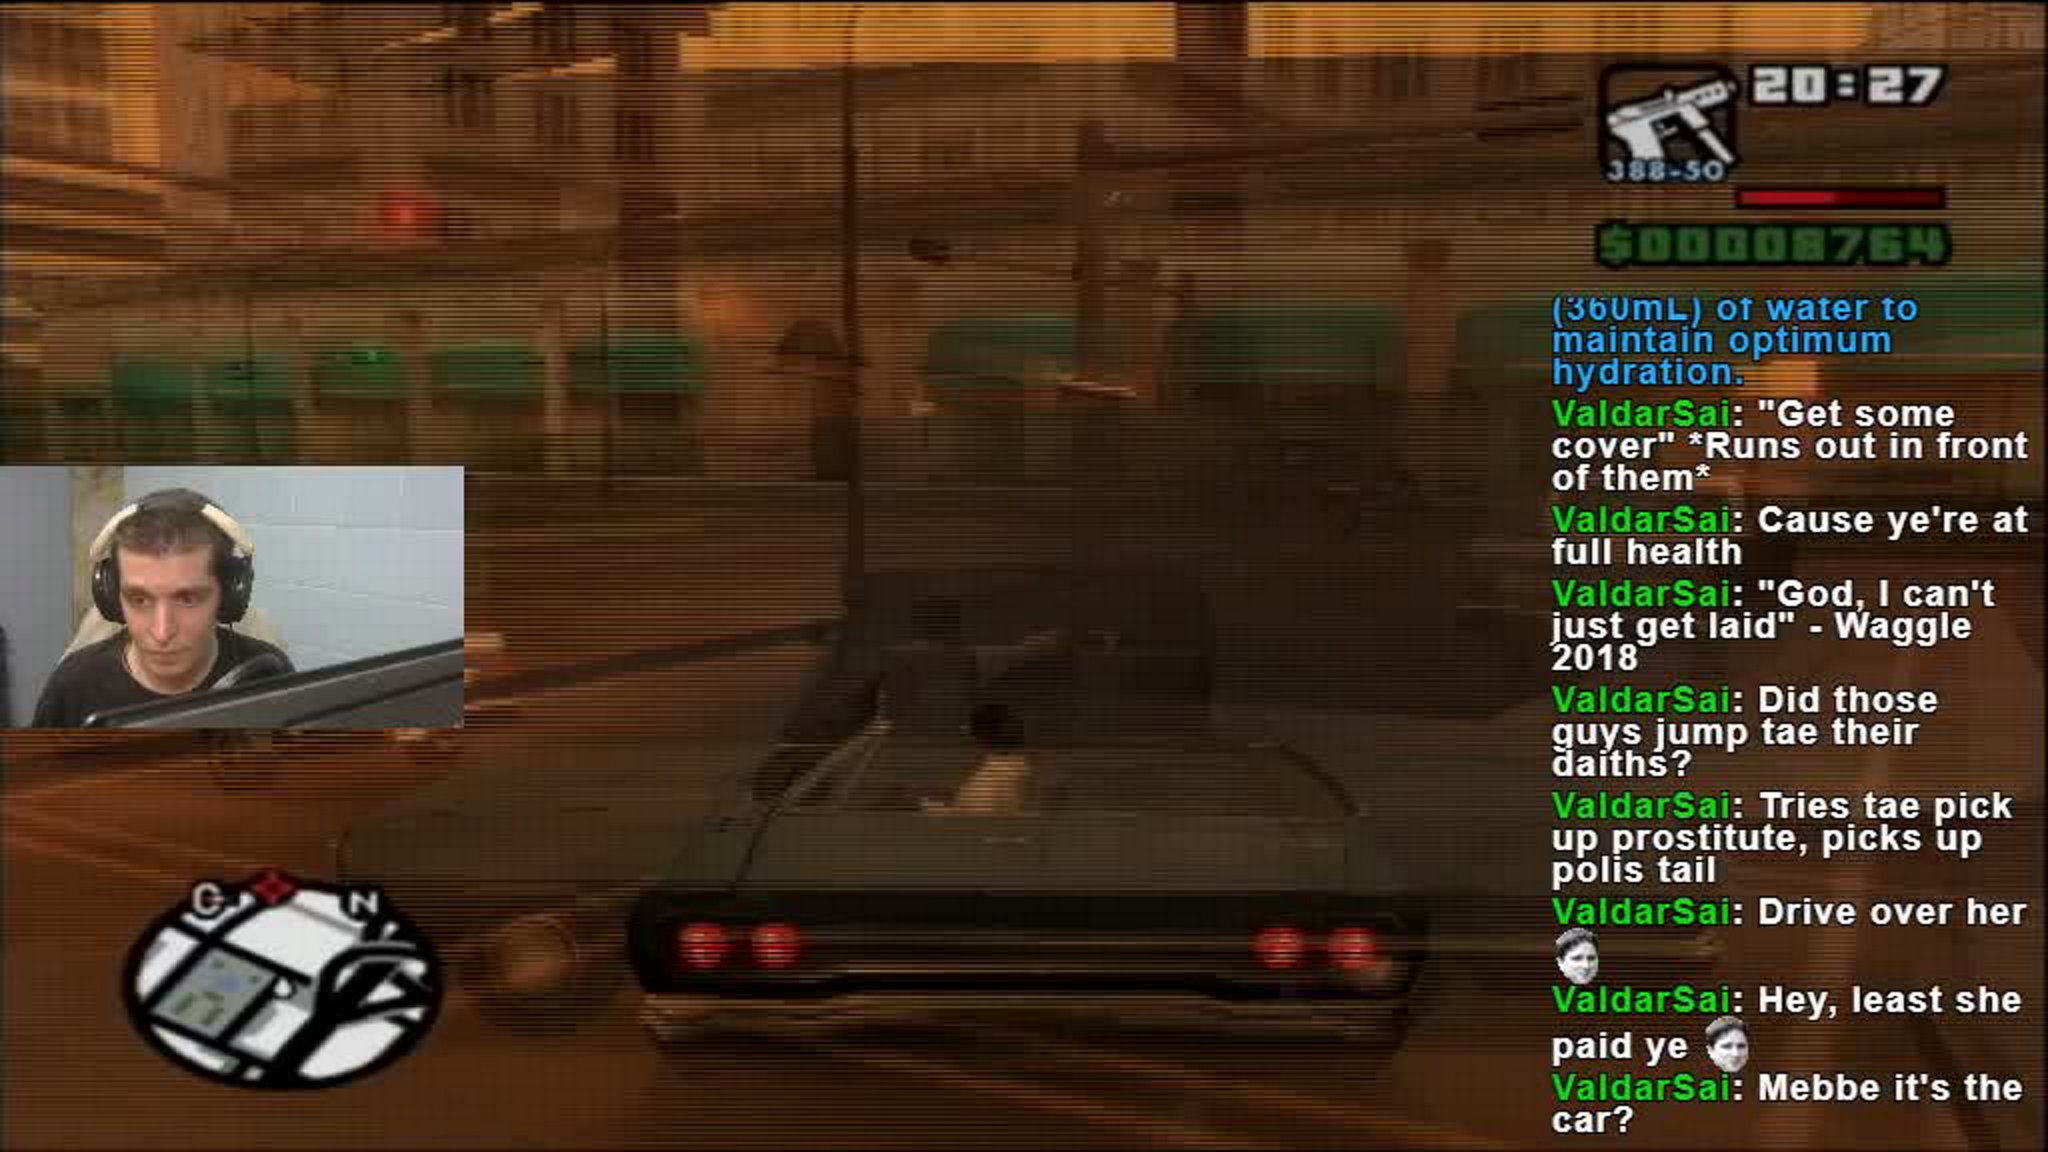 20:27
388-50
$00008764
(360mL) of water to
maintain optimum
hydration.
ValdarSai: "Get some
cover" *Runs out in front
of them*
ValdarSai: Cause ye're at
full health
ValdarSai: "God, I can't
just get laid" - Waggle
2018
ValdarSai: Did those
guys jump tae their
daiths?
ValdarSai: Tries tae pick
up prostitute, picks up
polis tail
ValdarSai: Drive over her
ValdarSai: Hey, least she
paid ye
ValdarSai: Mebbe it's the
car?
C N